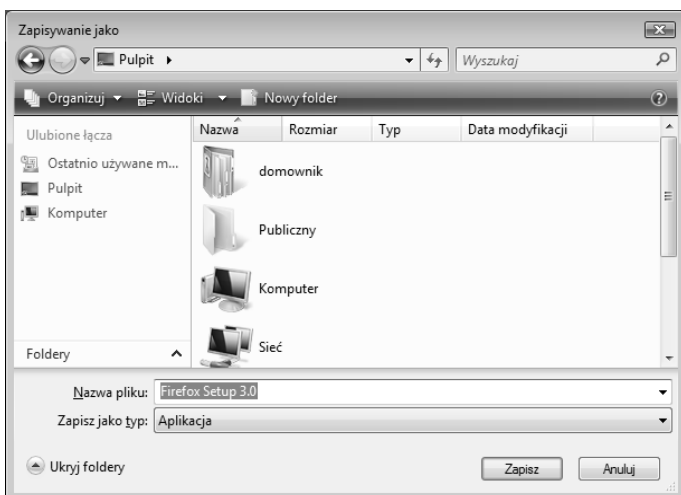 Zapisywanie jako
Pulpit
Wyszukaj
Organizuj Widoki Nowy folder
Ulubione łącza
Ostatnio używane m...
Pulpit
Komputer
Foldery
Nazwa Rozmiar Typ Data modyfikacji
domownik
Publiczny
Komputer
Sieć
Nazwa pliku: Firefox Setup 3.0
Zapisz jako typ: Aplikacja
Ukryj foldery Zapisz Anuluj